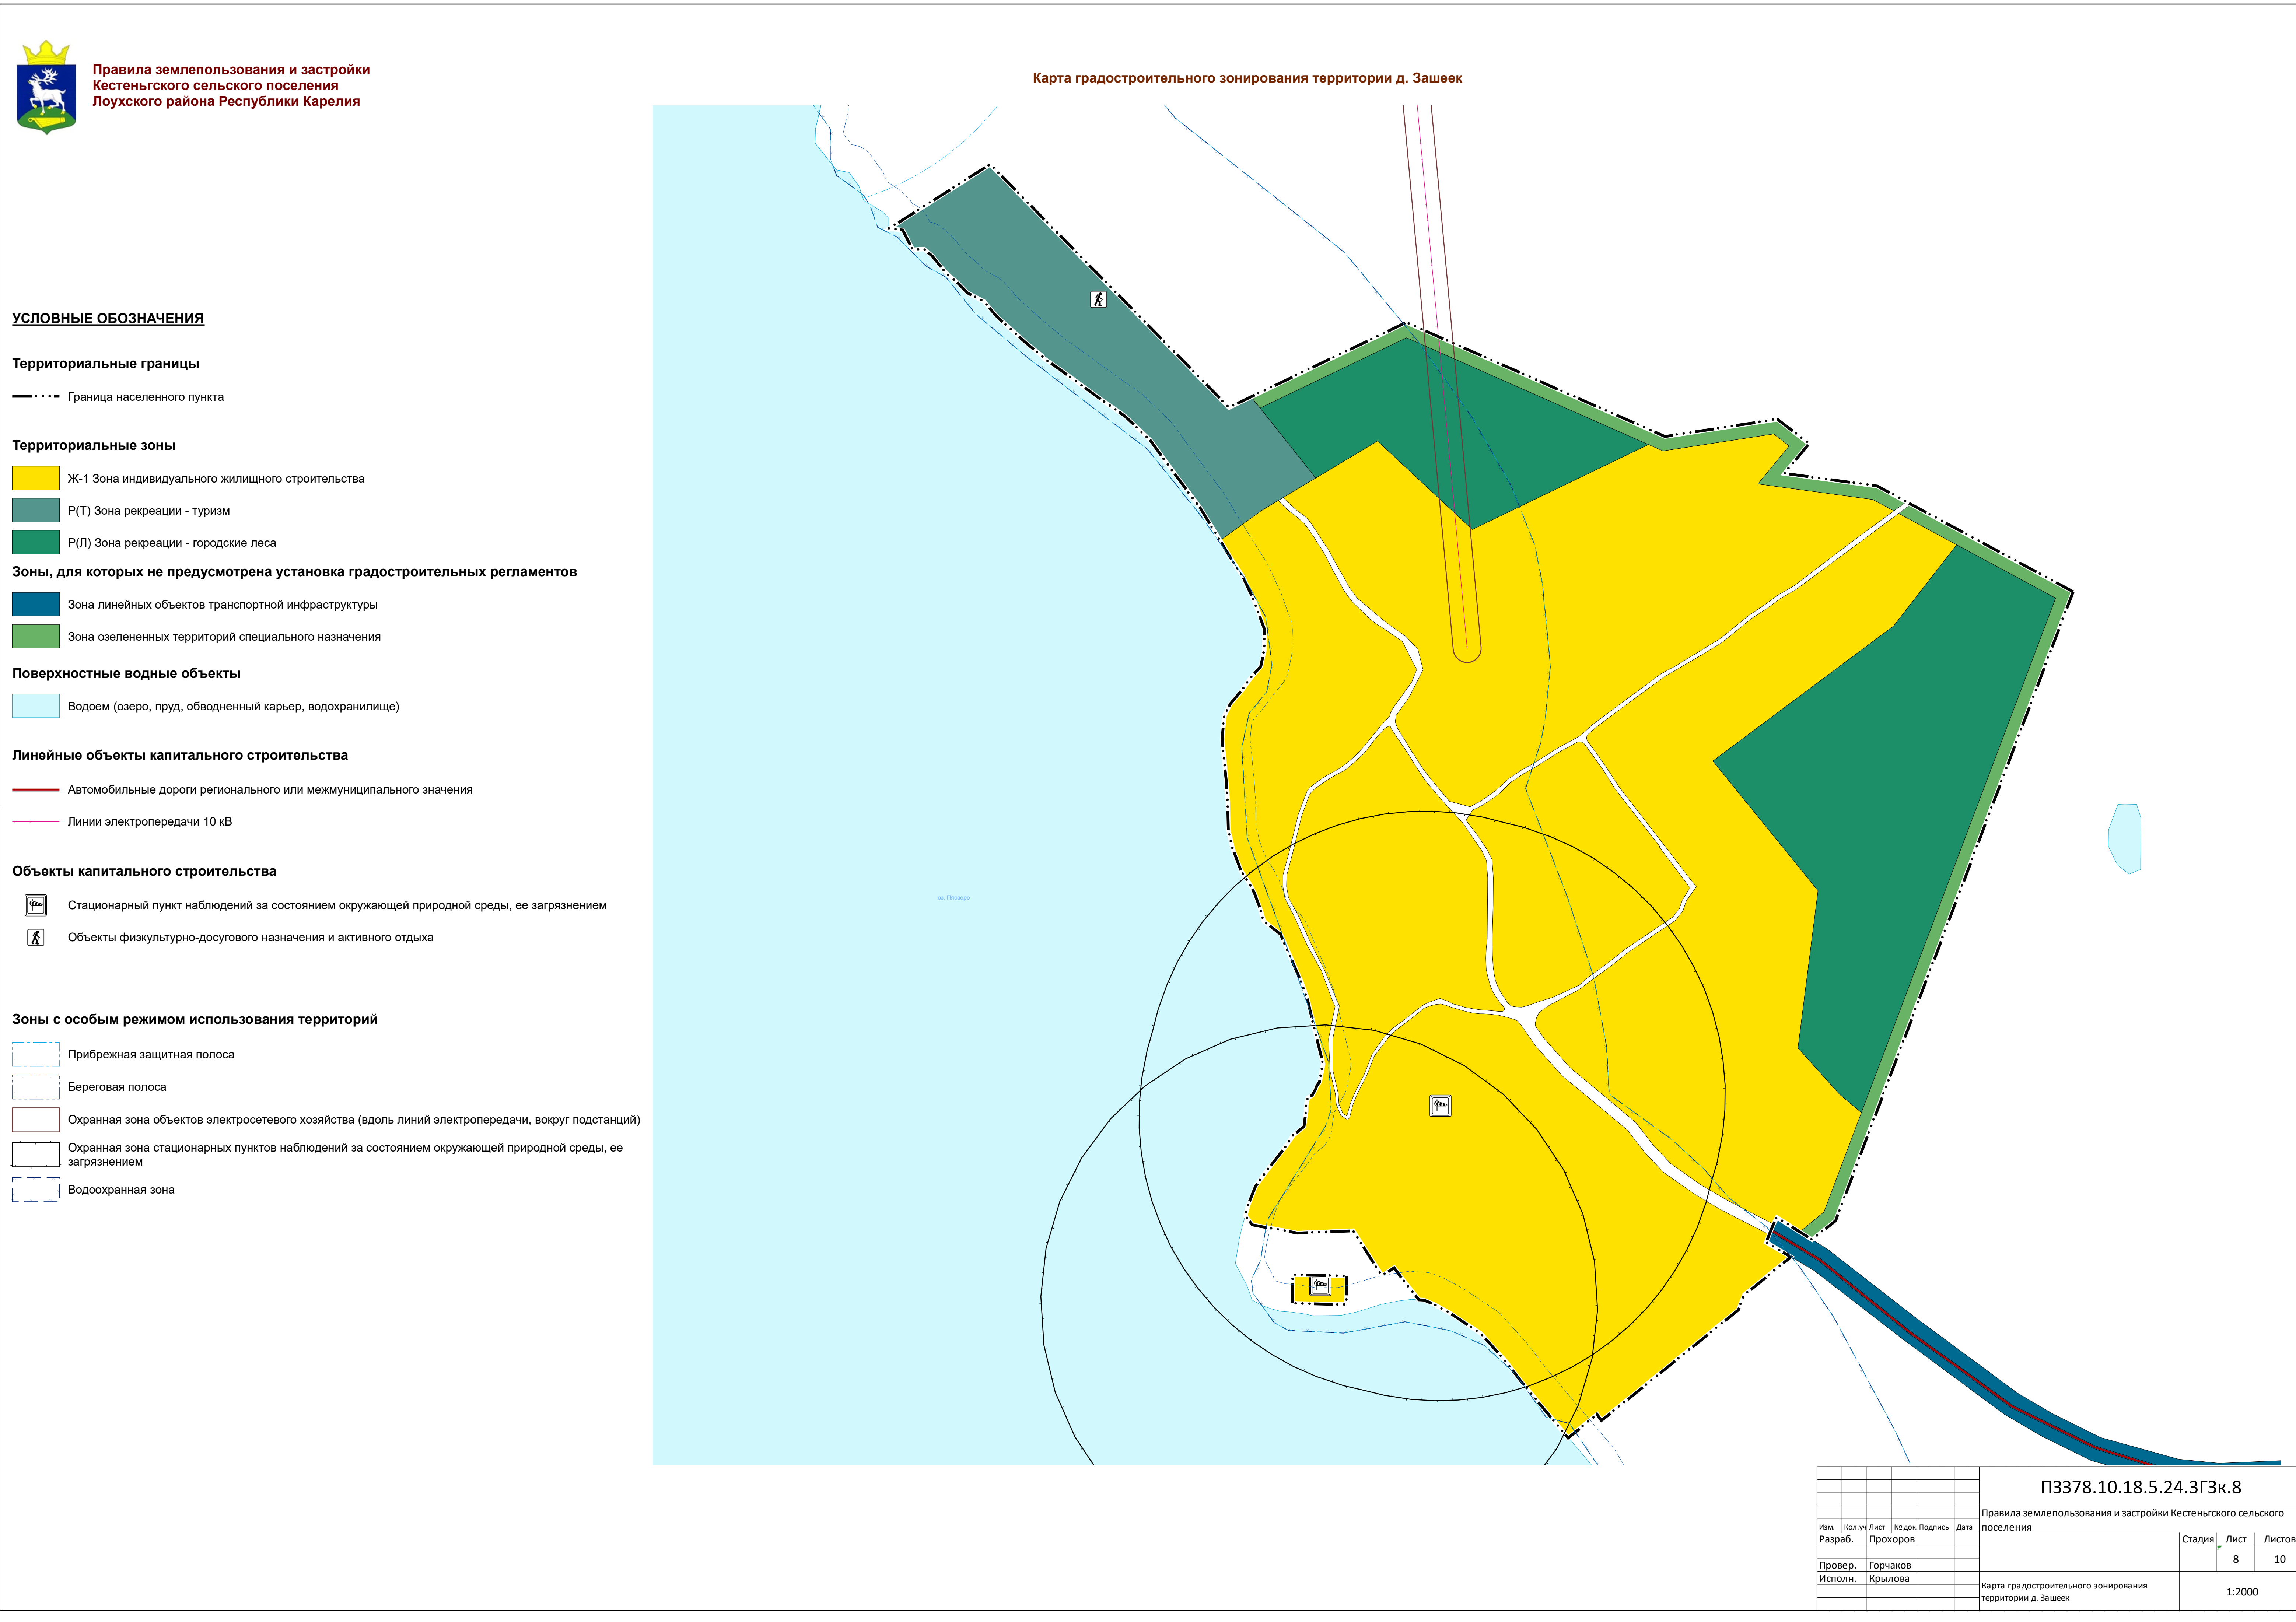 Правила землепользования и застройки
Кестеньгского сельского поселения
Лоухского района Республики Карелия
Карта градостроительного зонирования территории д. Зашеек
УСЛОВНЫЕ ОБОЗНАЧЕНИЯ
Территориальные границы
Граница населенного пункта
Территориальные зоны
Ж-1 Зона индивидуального жилищного строительства
Р(Т) Зона рекреации - туризм
Р(Л) Зона рекреации - городские леса
Зоны, для которых не предусмотрена установка градостроительных регламентов
Зона линейных объектов транспортной инфраструктуры
Зона озелененных территорий специального назначения
Поверхностные водные объекты
Водоем (озеро, пруд, обводненный карьер, водохранилище)
Линейные объекты капитального строительства
Автомобильные дороги регионального или межмуниципального значения
Линии электропередачи 10 кВ
Объекты капитального строительства
Стационарный пункт наблюдений за состоянием окружающей природной среды, ее загрязнением
Объекты физкультурно-досугового назначения и активного отдыха
Зоны с особым режимом использования территорий
Прибрежная защитная полоса
Береговая полоса
Охранная зона объектов электросетевого хозяйства (вдоль линий электропередачи, вокруг подстанций)
Охранная зона стационарных пунктов наблюдений за состоянием окружающей природной среды, ее
загрязнением
Водоохранная зона
оз. Пяозеро
ПЗ378.10.18.5.24.ЗГЗк.8
Правила землепользования и застройки Кестеньгского сельского
поселения
Изм. Кол.уч Лист № док Подпись Дата
Разраб. Прохоров
Стадия Лист Листов
8 10
Провер. Горчаков
Исполн. Крылова
Карта градостроительного зонирования
территории д. Зашеек
1:2000